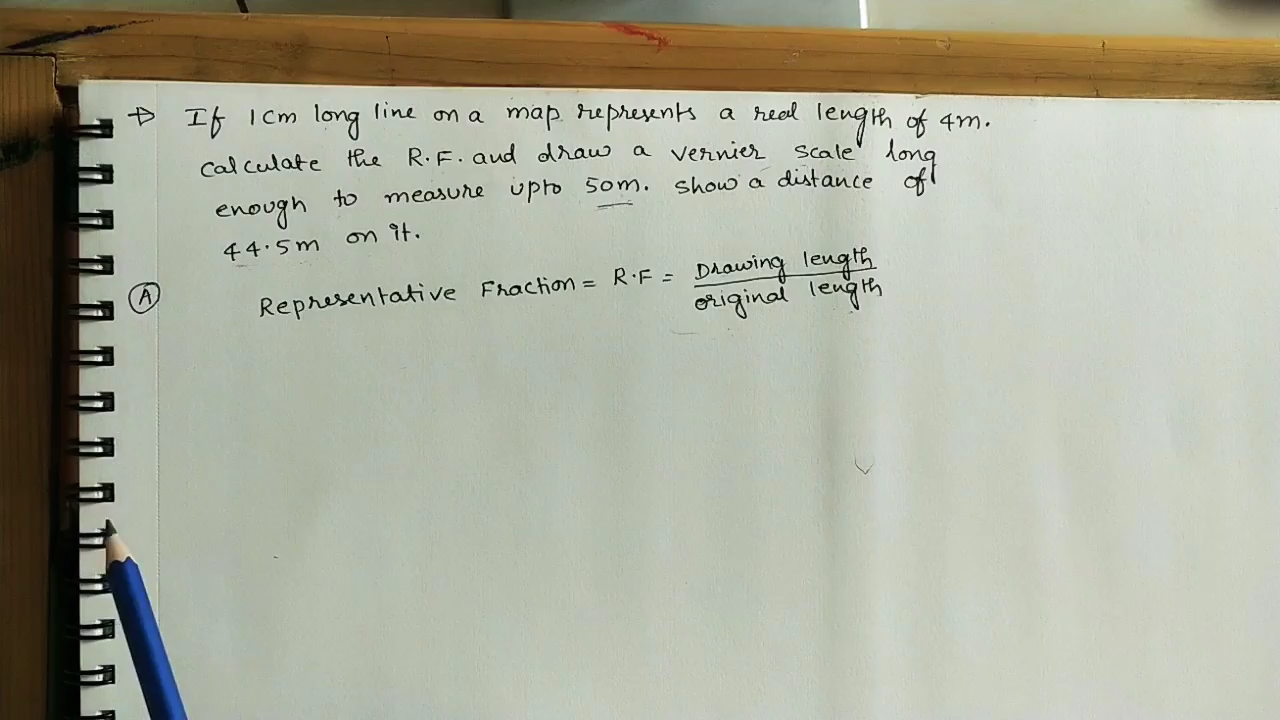 → If 1cm long line on a map represents a real length of 4m.
calculate the R.F. and draw a vernier scale long
enough to measure upto 50m. show a distance of
44.5m on it.
Ⓐ Representative Fraction = R.F = Drawing length
original length